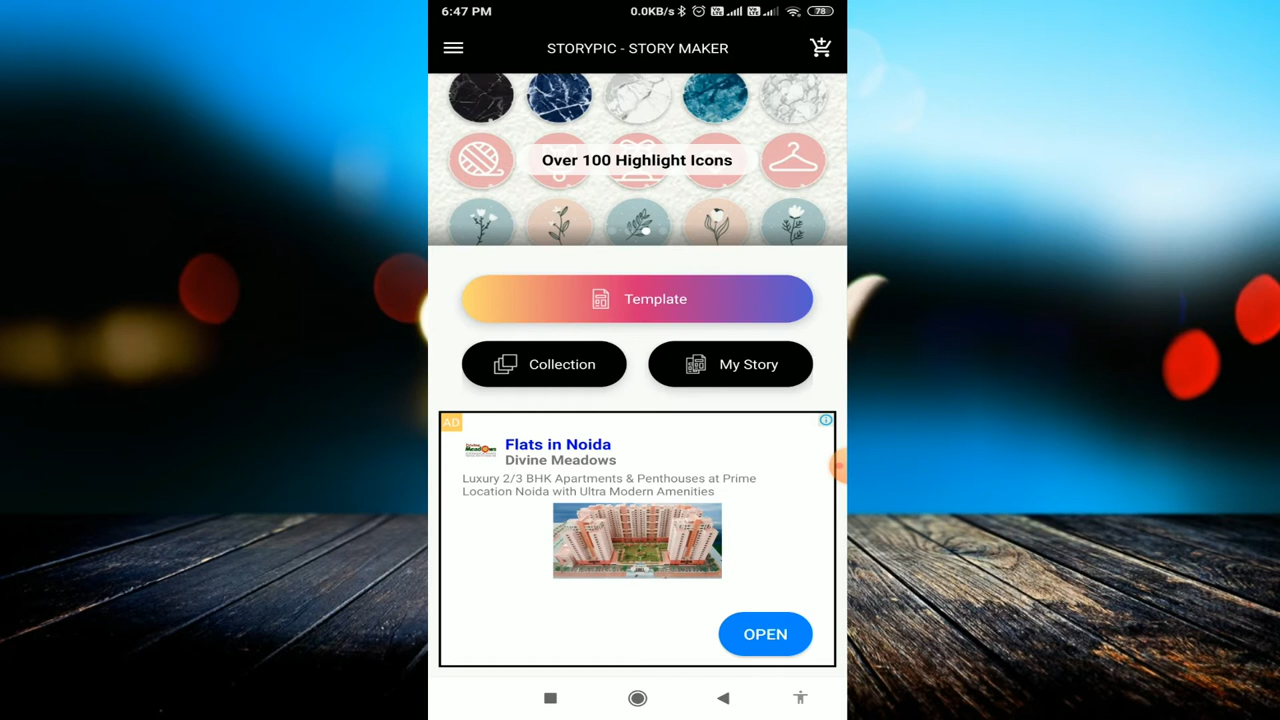 6:47 PM
0.0KB/s
78
STORYPIC - STORY MAKER
Over 100 Highlight Icons
Template
Collection
My Story
AD
Flats in Noida
Divine Meadows
Luxury 2/3 BHK Apartments & Penthouses at Prime
Location Noida with Ultra Modern Amenities
OPEN